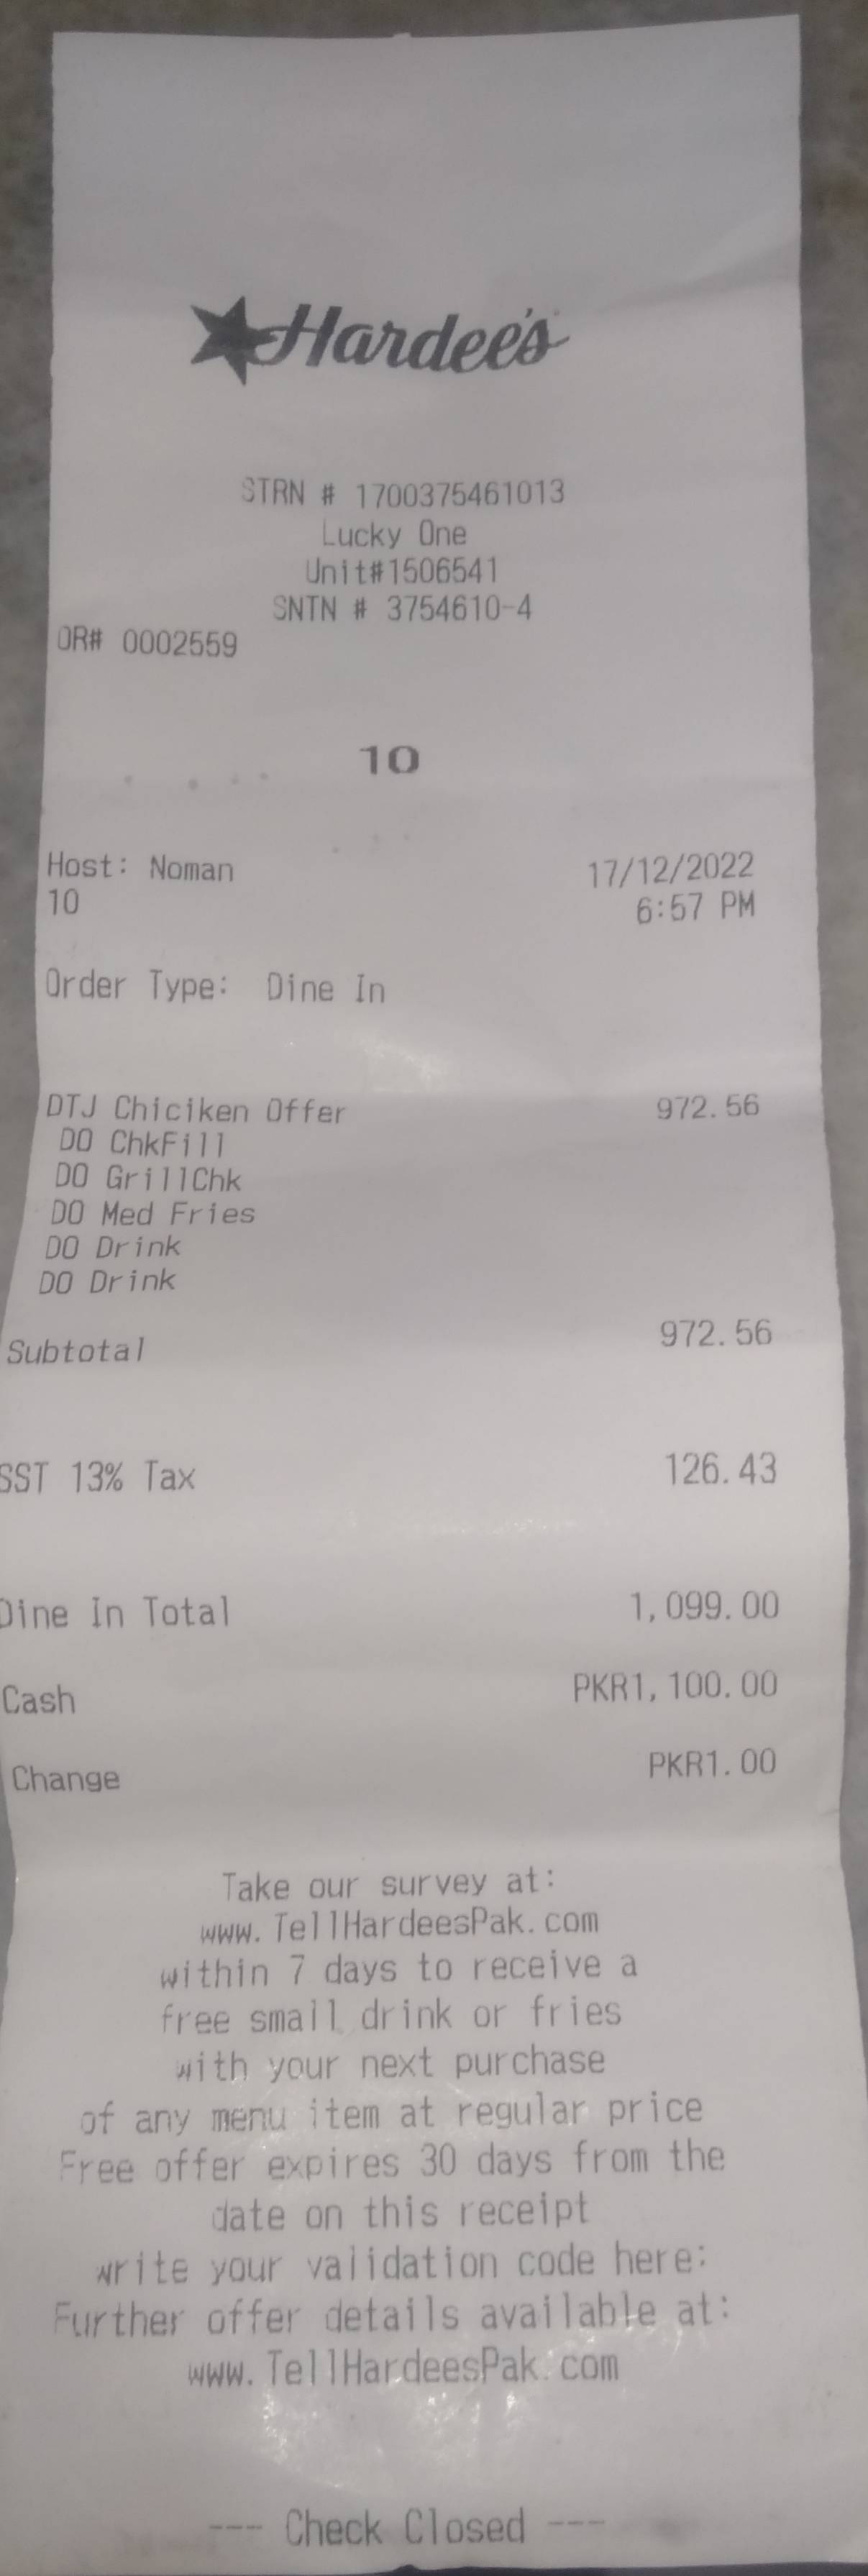 Hardee's
STRN # 1700375461013
Lucky One
Unit#1506541
SNTN # 3754610-4
OR# 0002559
10
Host: Noman 17/12/2022
10 6:57 PM
Order Type: Dine In
DTJ Chiciken Offer 972.56
DO ChkFill
DO GrillChk
DO Med Fries
DO Drink
DO Drink
Subtotal 972.56
SST 13% Tax 126.43
Dine In Total 1,099.00
Cash PKR1,100.00
Change PKR1.00
Take our survey at:
www.TellHardeesPak.com
within 7 days to receive a
free small drink or fries
with your next purchase
of any menu item at regular price
Free offer expires 30 days from the
date on this receipt
write your validation code here:
Further offer details available at:
www.TellHardeesPak.com
--- Check Closed ---